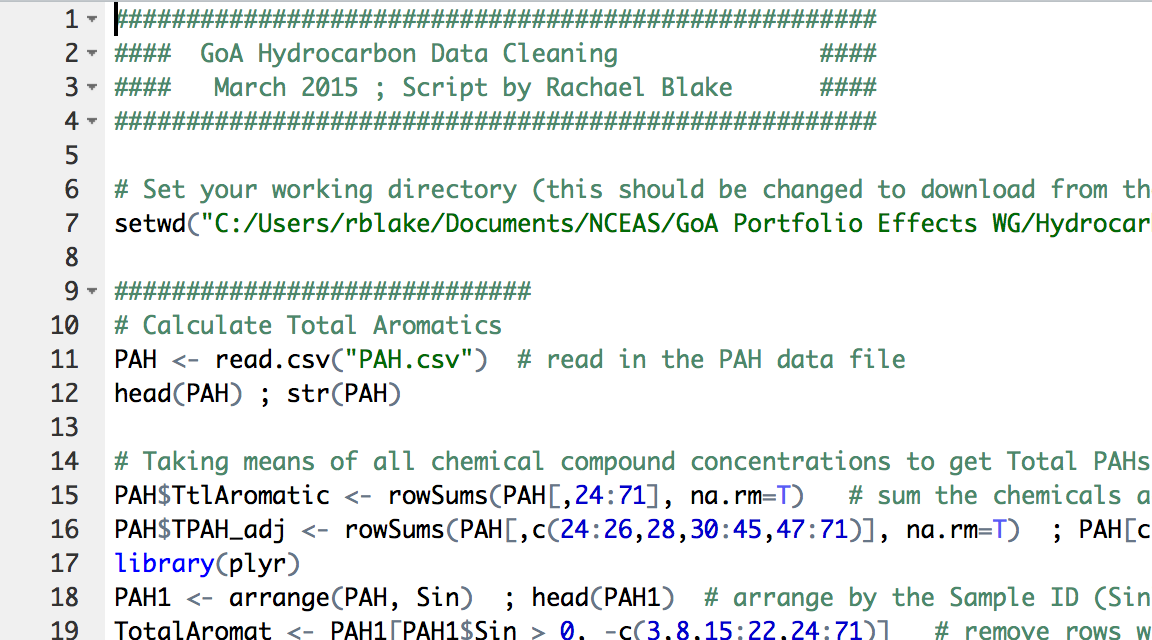 1 #####################################################
2 #### GoA Hydrocarbon Data Cleaning ####
3 #### March 2015 ; Script by Rachael Blake ####
4 #####################################################
5
6 # Set your working directory (this should be changed to download from th
7 setwd("C:/Users/rblake/Documents/NCEAS/GoA Portfolio Effects WG/Hydrocar
8
9 #############################
10 # Calculate Total Aromatics
11 PAH <- read.csv("PAH.csv") # read in the PAH data file
12 head(PAH) ; str(PAH)
13
14 # Taking means of all chemical compound concentrations to get Total PAHs
15 PAH$TtlAromatic <- rowSums(PAH[,24:71], na.rm=T) # sum the chemicals a
16 PAH$TPAH_adj <- rowSums(PAH[,c(24:26,28,30:45,47:71)], na.rm=T) ; PAH[c
17 library(plyr)
18 PAH1 <- arrange(PAH, Sin) ; head(PAH1) # arrange by the Sample ID (Sin
19 TotalAromat <- PAH1[PAH1$Sin > 0, -c(3,8,15:22,24:71)] # remove rows w